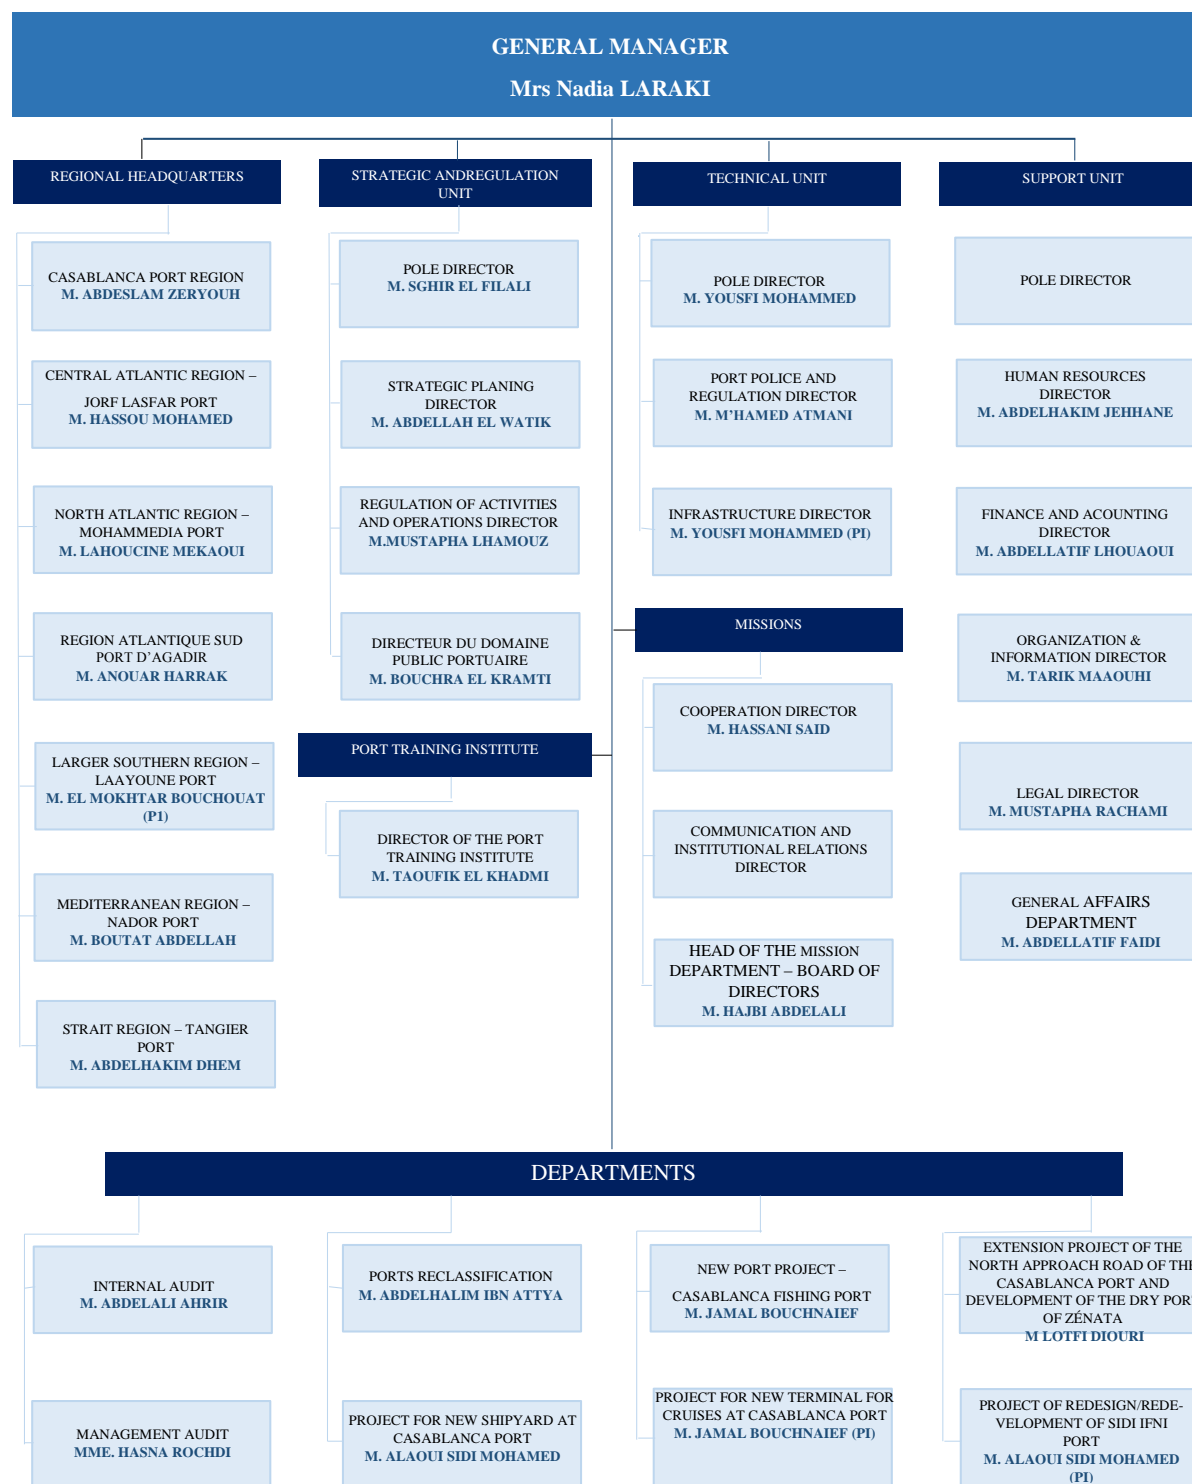 GENERAL MANAGER
Mrs Nadia LARAKI
REGIONAL HEADQUARTERS
CASABLANCA PORT REGION
M. ABDESLAM ZERYOUH
CENTRAL ATLANTIC REGION –
JORF LASFAR PORT
M. HASSOU MOHAMED
NORTH ATLANTIC REGION –
MOHAMMEDIA PORT
M. LAHOUCINE MEKAOUI
REGION ATLANTIQUE SUD
PORT D’AGADIR
M. ANOUAR HARRAK
LARGER SOUTHERN REGION –
LAAYOUNE PORT
M. EL MOKHTAR BOUCHOUAT
(P1)
MEDITERRANEAN REGION –
NADOR PORT
M. BOUTAT ABDELLAH
STRAIT REGION – TANGIER
PORT
M. ABDELHAKIM DHEM
STRATEGIC ANDREGULATION
UNIT
POLE DIRECTOR
M. SGHIR EL FILALI
STRATEGIC PLANING
DIRECTOR
M. ABDELLAH EL WATIK
REGULATION OF ACTIVITIES
AND OPERATIONS DIRECTOR
M.MUSTAPHA LHAMOUZ
DIRECTEUR DU DOMAINE
PUBLIC PORTUAIRE
M. BOUCHRA EL KRAMTI
PORT TRAINING INSTITUTE
DIRECTOR OF THE PORT
TRAINING INSTITUTE
M. TAOUFIK EL KHADMI
TECHNICAL UNIT
POLE DIRECTOR
M. YOUSFI MOHAMMED
PORT POLICE AND
REGULATION DIRECTOR
M. M’HAMED ATMANI
INFRASTRUCTURE DIRECTOR
M. YOUSFI MOHAMMED (PI)
MISSIONS
COOPERATION DIRECTOR
M. HASSANI SAID
COMMUNICATION AND
INSTITUTIONAL RELATIONS
DIRECTOR
HEAD OF THE MISSION
DEPARTMENT – BOARD OF
DIRECTORS
M. HAJBI ABDELALI
SUPPORT UNIT
POLE DIRECTOR
HUMAN RESOURCES
DIRECTOR
M. ABDELHAKIM JEHHANE
FINANCE AND ACOUNTING
DIRECTOR
M. ABDELLATIF LHOUAOUI
ORGANIZATION &
INFORMATION DIRECTOR
M. TARIK MAAOUHI
LEGAL DIRECTOR
M. MUSTAPHA RACHAMI
GENERAL AFFAIRS
DEPARTMENT
M. ABDELLATIF FAIDI
DEPARTMENTS
INTERNAL AUDIT
M. ABDELALI AHRIR
MANAGEMENT AUDIT
MME. HASNA ROCHDI
PORTS RECLASSIFICATION
M. ABDELHALIM IBN ATTYA
PROJECT FOR NEW SHIPYARD AT
CASABLANCA PORT
M. ALAOUI SIDI MOHAMED
NEW PORT PROJECT –
CASABLANCA FISHING PORT
M. JAMAL BOUCHNAIEF
PROJECT FOR NEW TERMINAL FOR
CRUISES AT CASABLANCA PORT
M. JAMAL BOUCHNAIEF (PI)
EXTENSION PROJECT OF THE
NORTH APPROACH ROAD OF THE
CASABLANCA PORT AND
DEVELOPMENT OF THE DRY PORT
OF ZÉNATA
M LOTFI DIOURI
PROJECT OF REDESIGN/REDE-
VELOPMENT OF SIDI IFNI
PORT
M. ALAOUI SIDI MOHAMED
(PI)